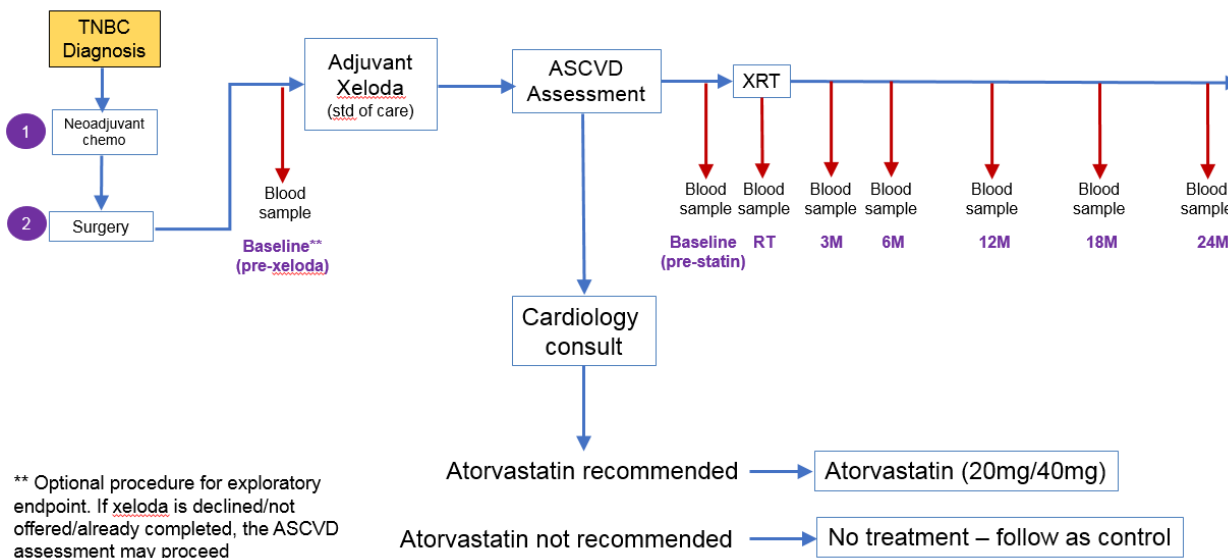 TNBC
Diagnosis
1
Neoadjuvant
chemo
2
Surgery
Blood
sample
Baseline**
(pre-xeloda)
Adjuvant
Xeloda
(std of care)
ASCVD
Assessment
XRT
Blood
sample
Baseline
(pre-statin)
Blood
sample
RT
Blood
sample
3M
Blood
sample
6M
Blood
sample
12M
Blood
sample
18M
Blood
sample
24M
Cardiology
consult
Atorvastatin recommended
Atorvastatin (20mg/40mg)
Atorvastatin not recommended
No treatment – follow as control
** Optional procedure for exploratory
endpoint. If xeloda is declined/not
offered/already completed, the ASCVD
assessment may proceed